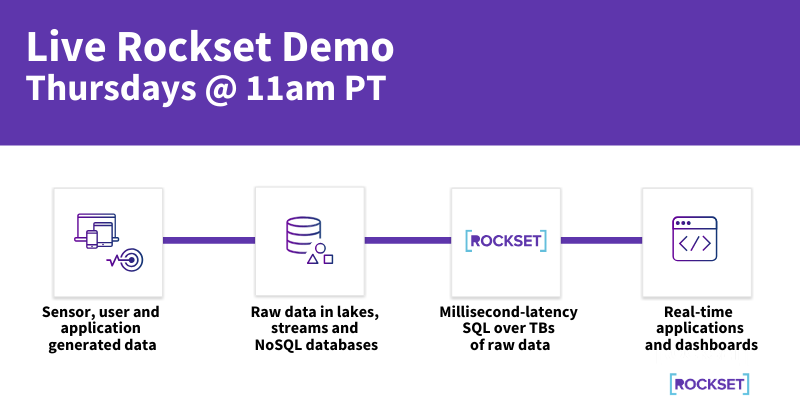 Live Rockset Demo
Thursdays @ 11am PT
[ROCKSET]
Sensor, user and
application
generated data
Raw data in lakes,
streams and
NoSQL databases
Millisecond-latency
SQL over TBs
of raw data
Real-time
applications
and dashboards
[ROCKSET]